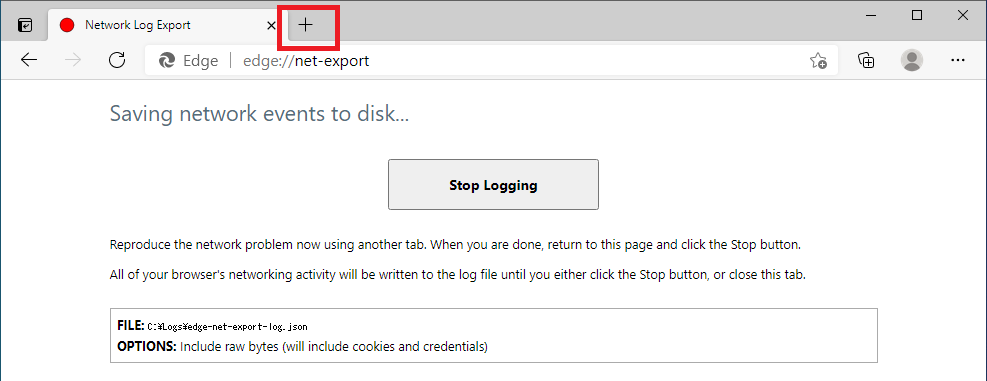 Network Log Export
Edge edge://net-export
Saving network events to disk...
Stop Logging
Reproduce the network problem now using another tab. When you are done, return to this page and click the Stop button.
All of your browser's networking activity will be written to the log file until you either click the Stop button, or close this tab.
FILE: C:¥Logs¥edge-net-export-log.json
OPTIONS: Include raw bytes (will include cookies and credentials)